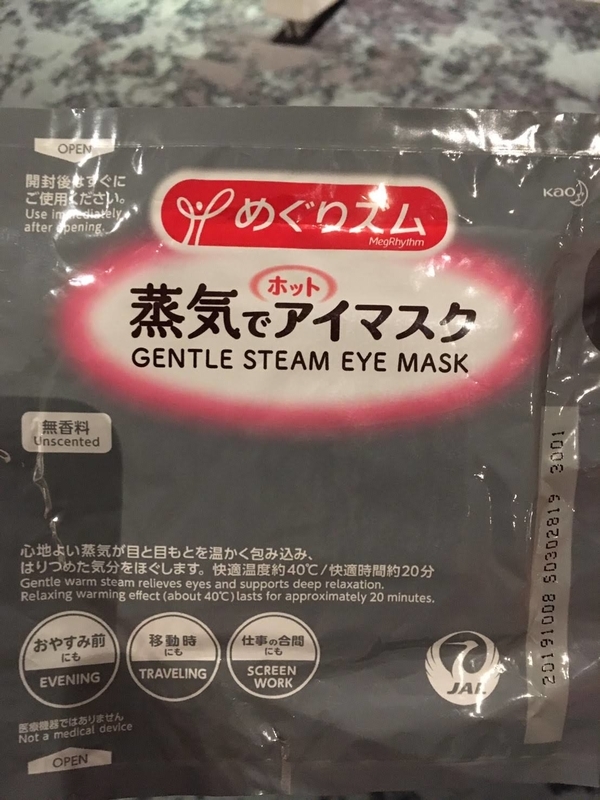 OPEN
開封後はすぐに
ご使用ください。
Use immediately
after opening.
Kao
めぐりズム
MegRhythm
ホット
蒸気でアイマスク
GENTLE STEAM EYE MASK
無香料
Unscented
心地よい蒸気が目と目もとを温かく包み込み、
はりつめた気分をほぐします。快適温度約40℃/快適時間約20分
Gentle warm steam relieves eyes and supports deep relaxation.
Relaxing warming effect (about 40℃) lasts for approximately 20 minutes.
おやすみ前
にも
EVENING
移動時
にも
TRAVELING
仕事の合間
にも
SCREEN
WORK
JAL
20191008 S0302819 3001
医療機器ではありません
Not a medical device
OPEN